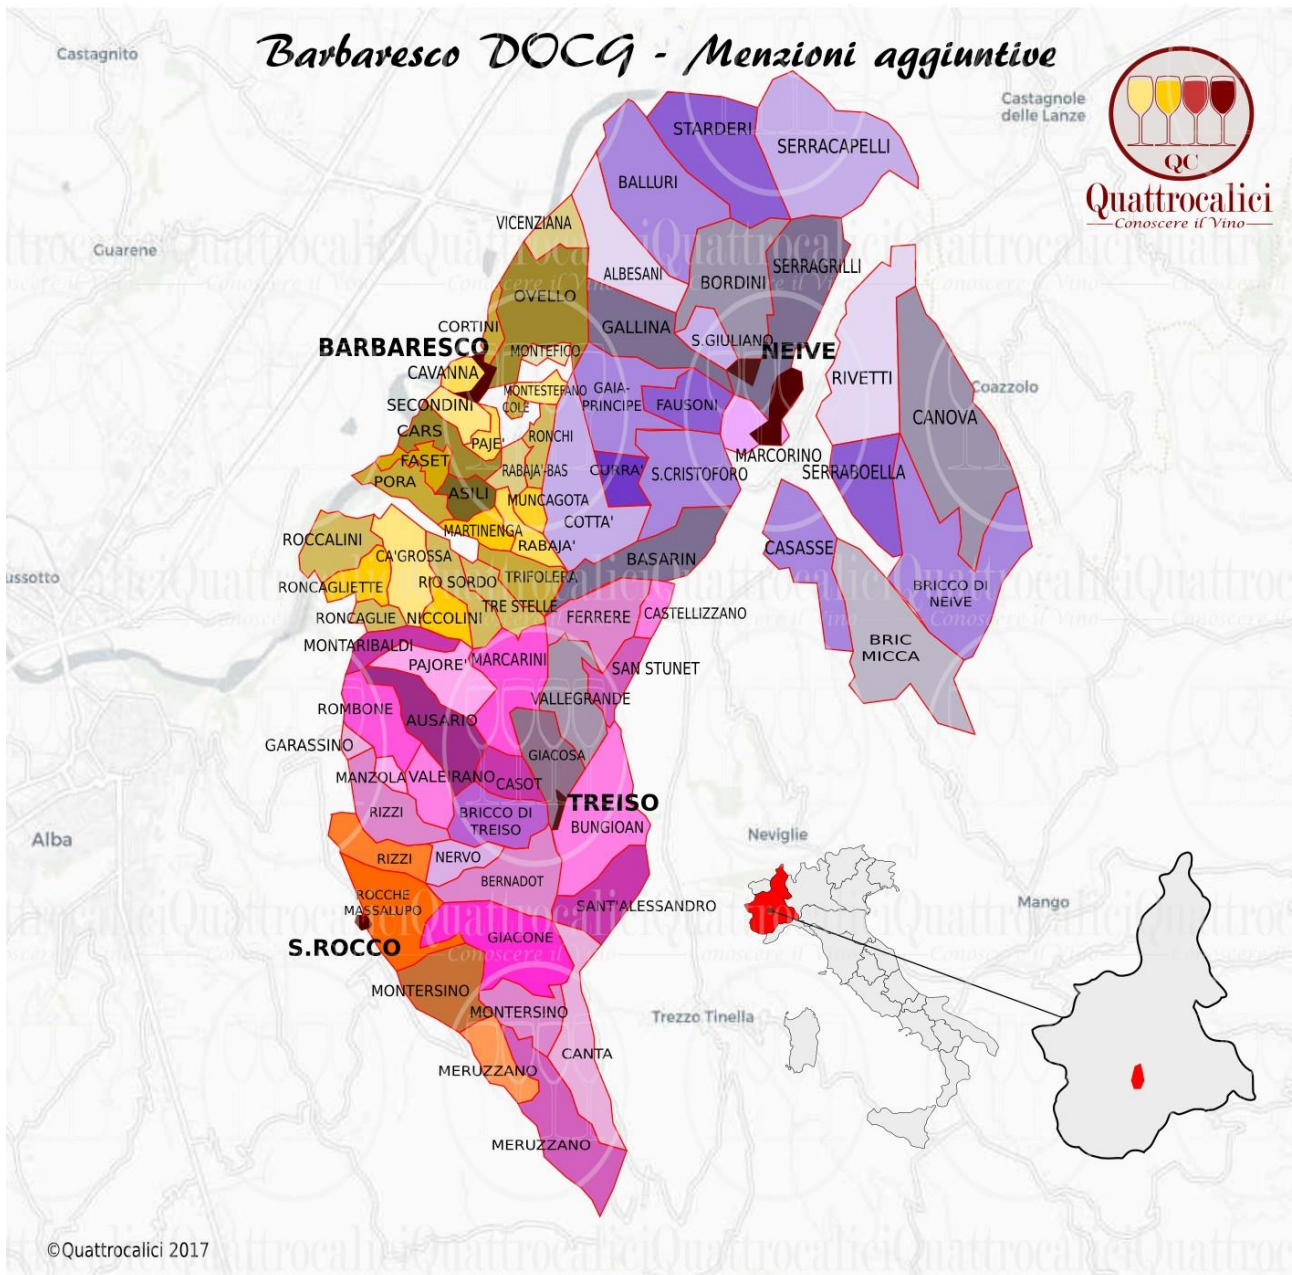 Barbaresco DOCG - Menzioni aggiuntive
Castagnito
Castagnole
delle Lanze
QC
Quattrocalici
Conoscere il Vino
STARDERI
SERRACAPELLI
BALLURI
VICENZIANA
Guarene
ALBESANI
SERRAGRILLI
BORDINI
OVELLO
CORTINI
GALLINA
S.GIULIANO
BARBARESCO
MONTEFICO
NEIVE
CAVANNA
RIVETTI
Coazzolo
MONTESTEFANO
GAIA-
PRINCIPE
SECONDINI
COLE
FAUSONI
CANOVA
CARS
PAJE'
RONCHI
MARCORINO
FASET
RABAJA'-BAS
CURRA'
S.CRISTOFORO
SERRABOELLA
PORA
ASILI
MUNCAGOTA
COTTA'
MARTINENGA
ROCCALINI
RABAJA'
CASASSE
CA'GROSSA
BASARIN
ussotto
RONCAGLIETTE
RIO SORDO
TRIFOLERA
BRICCO DI
NEIVE
TRE STELLE
RONCAGLIE
NICCOLINI
FERRERE
CASTELLIZZANO
MONTARIBALDI
BRIC
MICCA
PAJORE'
MARCARINI
SAN STUNET
VALLEGRANDE
ROMBONE
AUSARIO
GARASSINO
GIACOSA
MANZOLA
VALEIRANO
CASOT
TREISO
RIZZI
BRICCO DI
TREISO
BUNGIOAN
Alba
Neviglie
RIZZI
NERVO
BERNADOT
ROCCHE
MASSALUPO
SANT'ALESSANDRO
Mango
S.ROCCO
GIACONE
MONTERSINO
MONTERSINO
Trezzo Tinella
CANTA
MERUZZANO
MERUZZANO
©Quattrocalici 2017